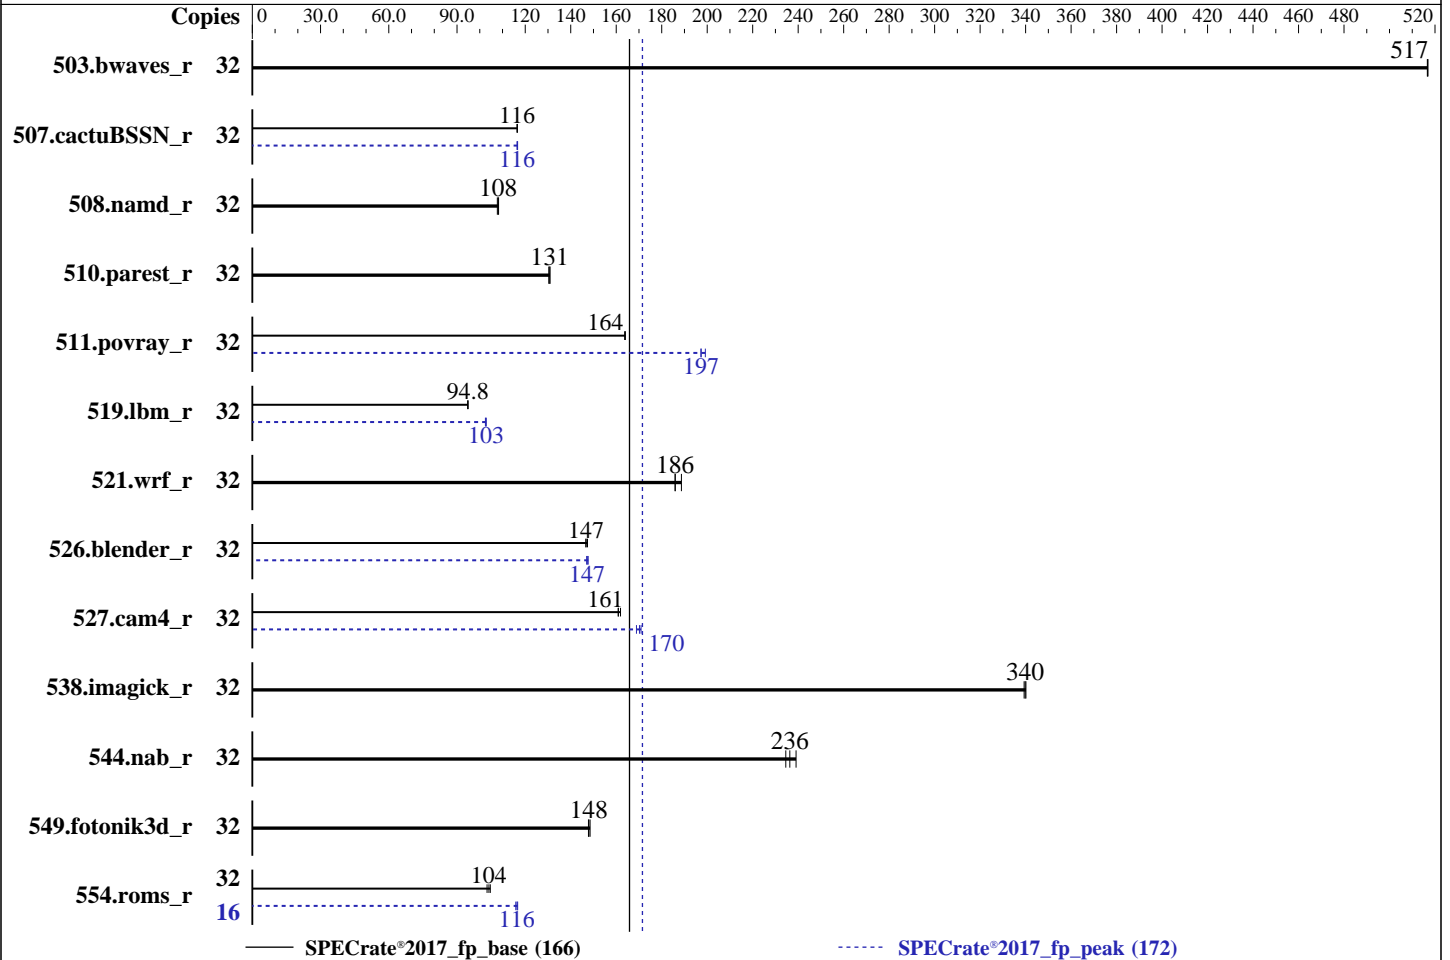 Copies 0 30.0 60.0 90.0 120 140 160 180 200 220 240 260 280 300 320 340 360 380 400 420 440 460 480 520
503.bwaves_r 32 517
507.cactuBSSN_r 32 116
116
508.namd_r 32 108
510.parest_r 32 131
511.povray_r 32 164
197
519.lbm_r 32 94.8
103
521.wrf_r 32 186
526.blender_r 32 147
147
527.cam4_r 32 161
170
538.imagick_r 32 340
544.nab_r 32 236
549.fotonik3d_r 32 148
554.roms_r 32 104
16 116
SPECrate®2017_fp_base (166) SPECrate®2017_fp_peak (172)